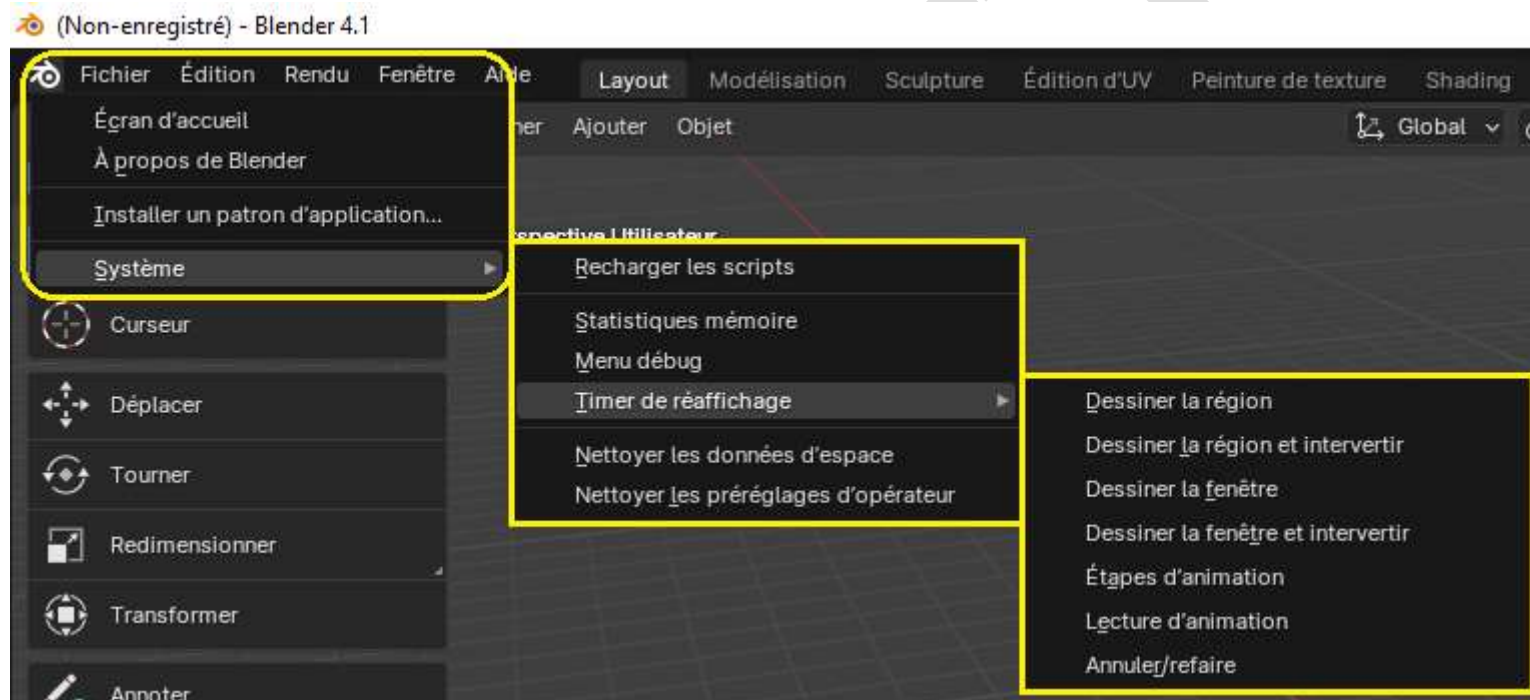 (Non-enregistré) - Blender 4.1
Fichier Édition Rendu Fenêtre Aide Layout Modélisation Sculpture Édition d'UV Peinture de texture Shading
Écran d'accueil
Ajouter Objet Global
À propos de Blender
Installer un patron d'application...
Utilisateur
Système
Recharger les scripts
Statistiques mémoire
Menu débug
Timer de réaffichage
Nettoyer les données d'espace
Nettoyer les préréglages d'opérateur
Dessiner la région
Dessiner la région et intervertir
Dessiner la fenêtre
Dessiner la fenêtre et intervertir
Étapes d'animation
Lecture d'animation
Annuler/refaire
Curseur
Déplacer
Tourner
Redimensionner
Transformer
Annoter